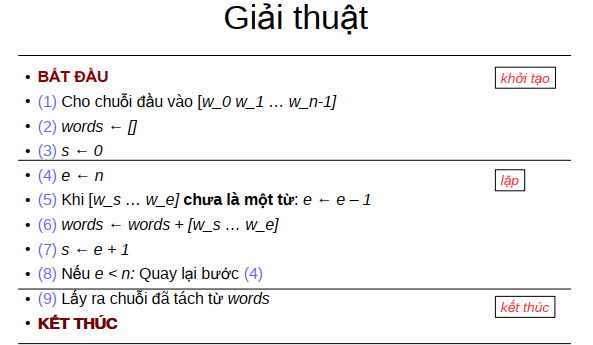 Giải thuật
• BẮT ĐẦU
khởi tạo
• (1) Cho chuỗi đầu vào [w_0 w_1 … w_n-1]
• (2) words ← []
• (3) s ← 0
• (4) e ← n
lặp
• (5) Khi [w_s … w_e] chưa là một từ: e ← e – 1
• (6) words ← words + [w_s … w_e]
• (7) s ← e + 1
• (8) Nếu e < n: Quay lại bước (4)
• (9) Lấy ra chuỗi đã tách từ words
kết thúc
• KẾT THÚC